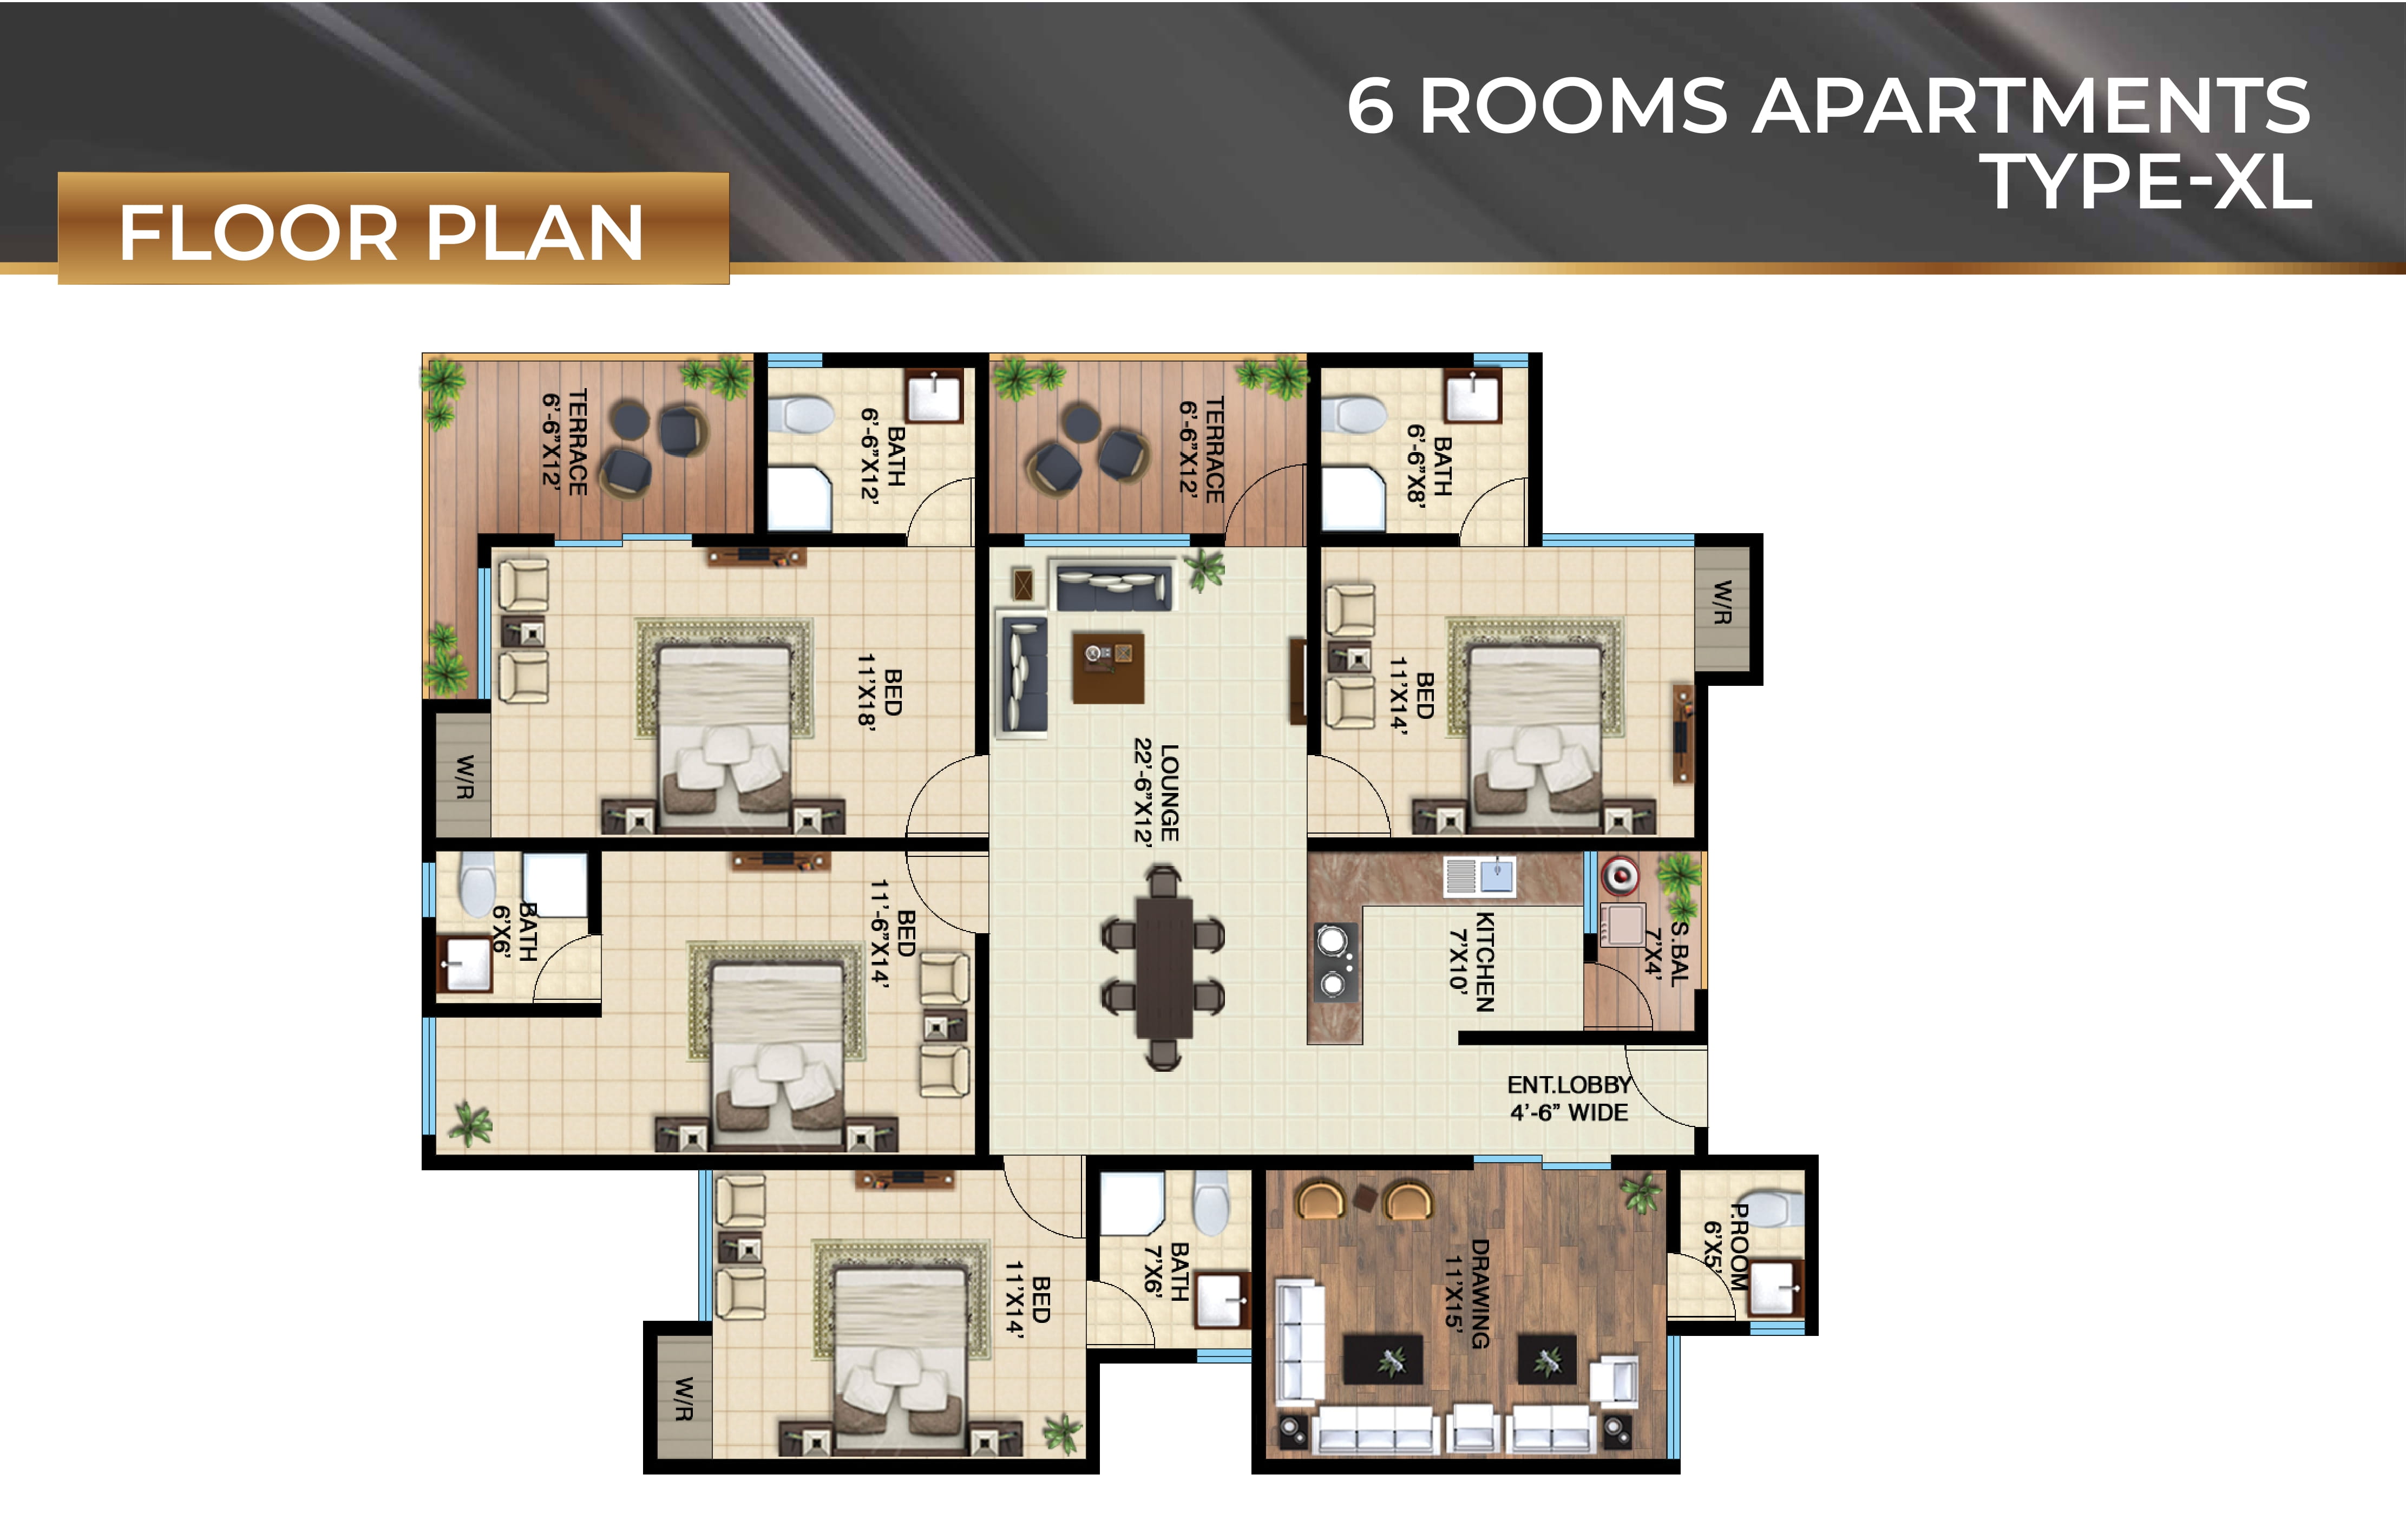 6 ROOMS APARTMENTS
TYPE-XL
FLOOR PLAN
TERRACE
6'-6"X12'
BATH
6'-6"X12'
TERRACE
6'-6"X12'
BATH
6'-6"X8'
BED
11'X18'
W/R
LOUNGE
22'-6"X12'
BED
11'X14'
W/R
BATH
6'X6'
BED
11'-6"X14'
KITCHEN
7'X10'
S.BAL
7'X4'
ENT.LOBBY
4'-6" WIDE
BED
11'X14'
W/R
BATH
7'X6'
DRAWING
11'X15'
P.ROOM
6'X5'